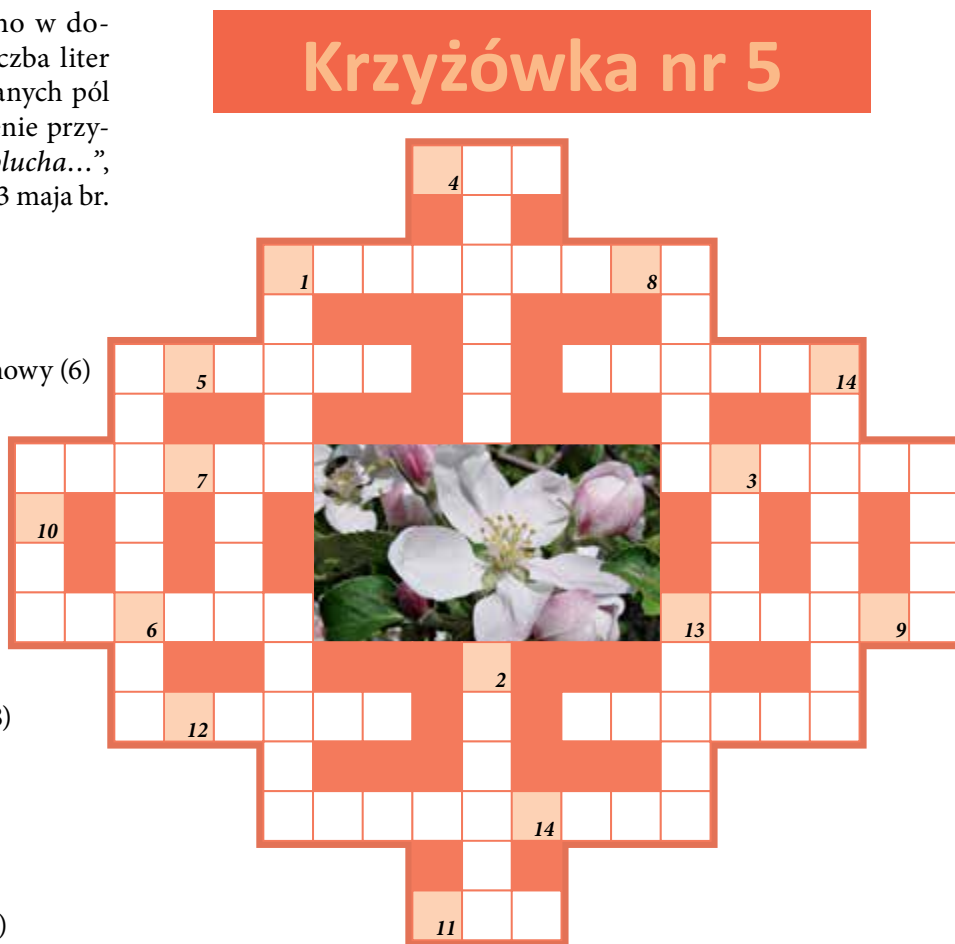 no w do-
czba liter
anych pól
enie przy-
olucha...”,
3 maja br.
Krzyżówka nr 5
4
1
8
nowy (6)
5
14
7
3
10
6
13
9
2
)
12
14
)
11